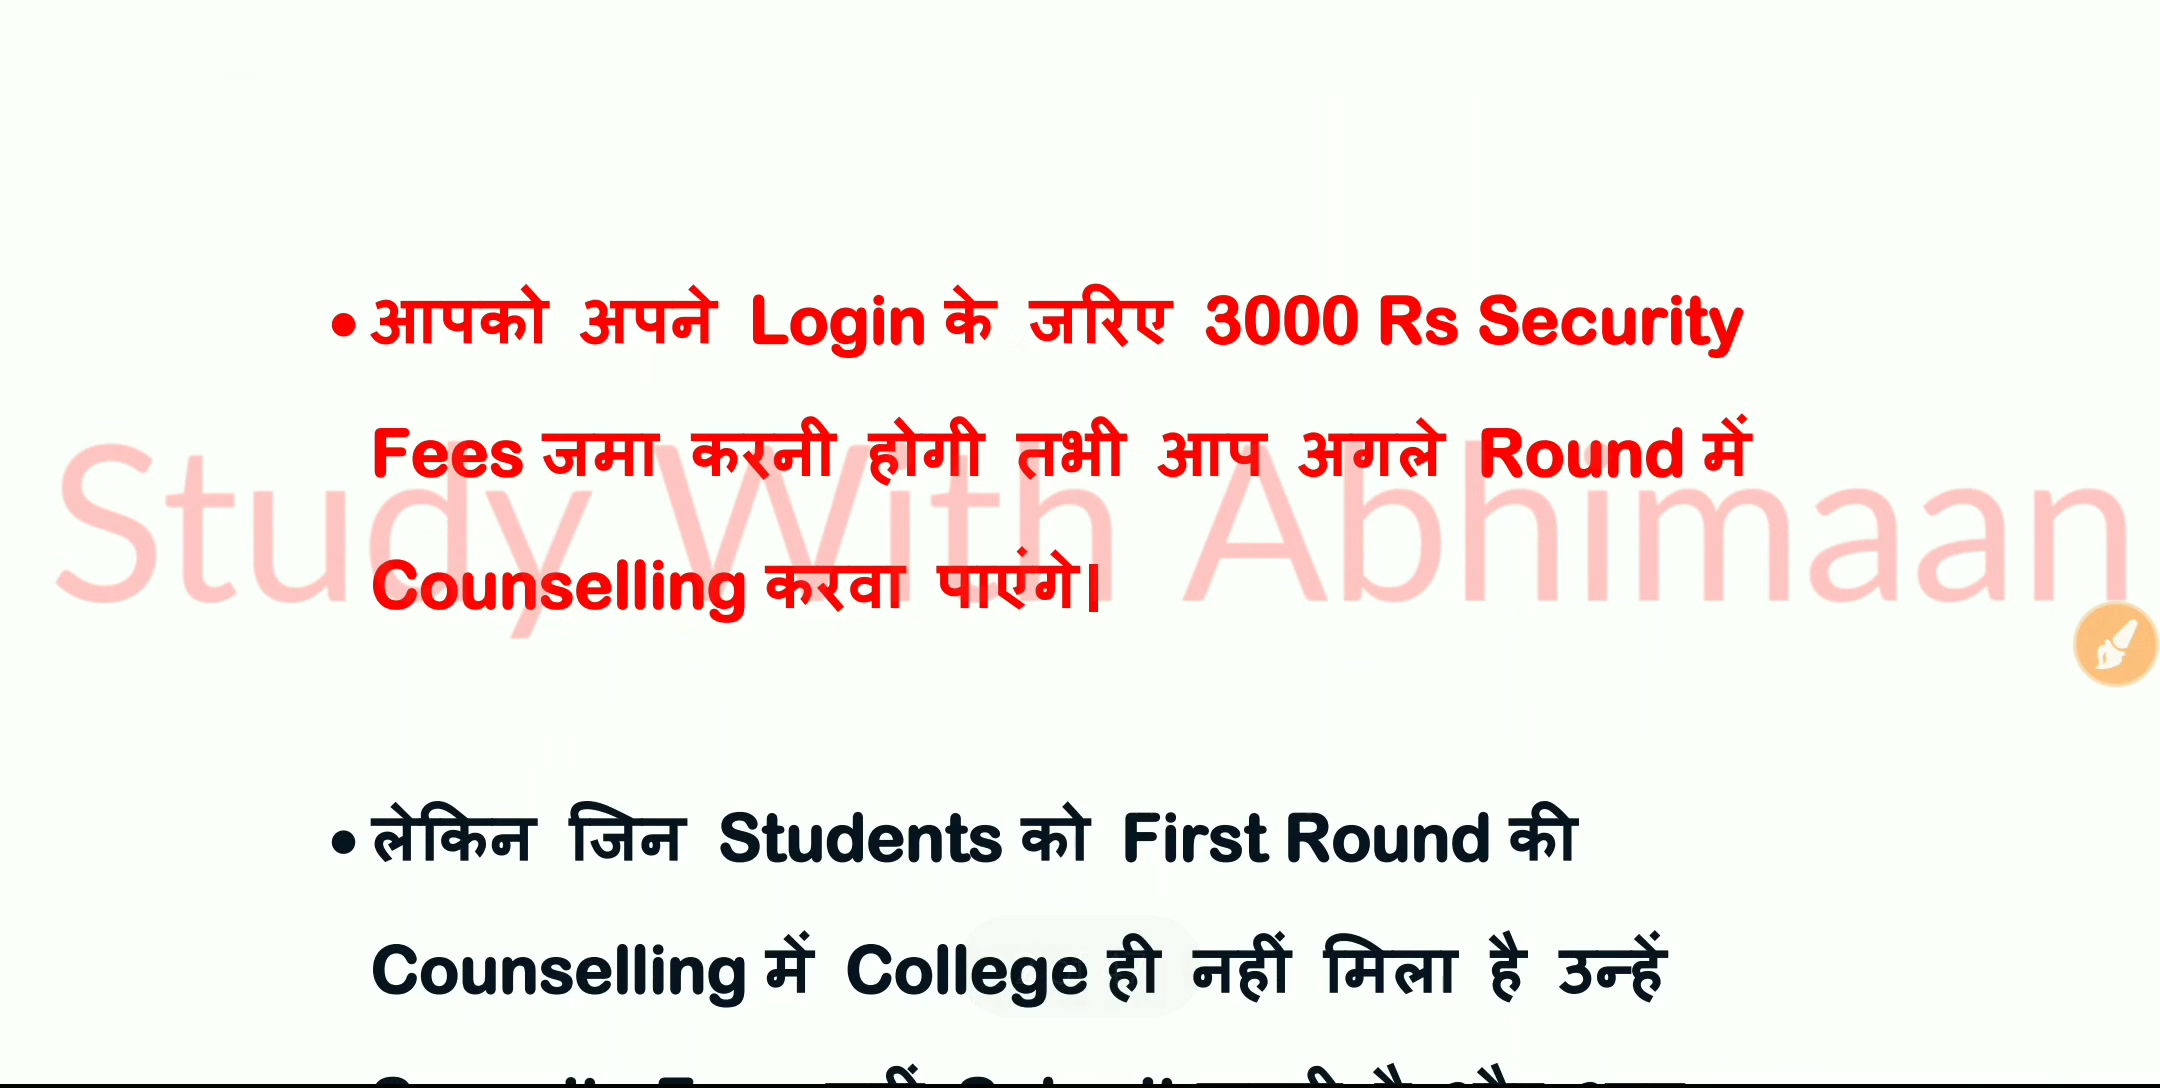 • आपको अपने Login के जरिए 3000 Rs Security
Fees जमा करनी होगी तभी आप अगले Round में
Counselling करवा पाएंगे|
Study With Abhimaan
• लेकिन जिन Students को First Round की
Counselling में College ही नहीं मिला है उन्हें